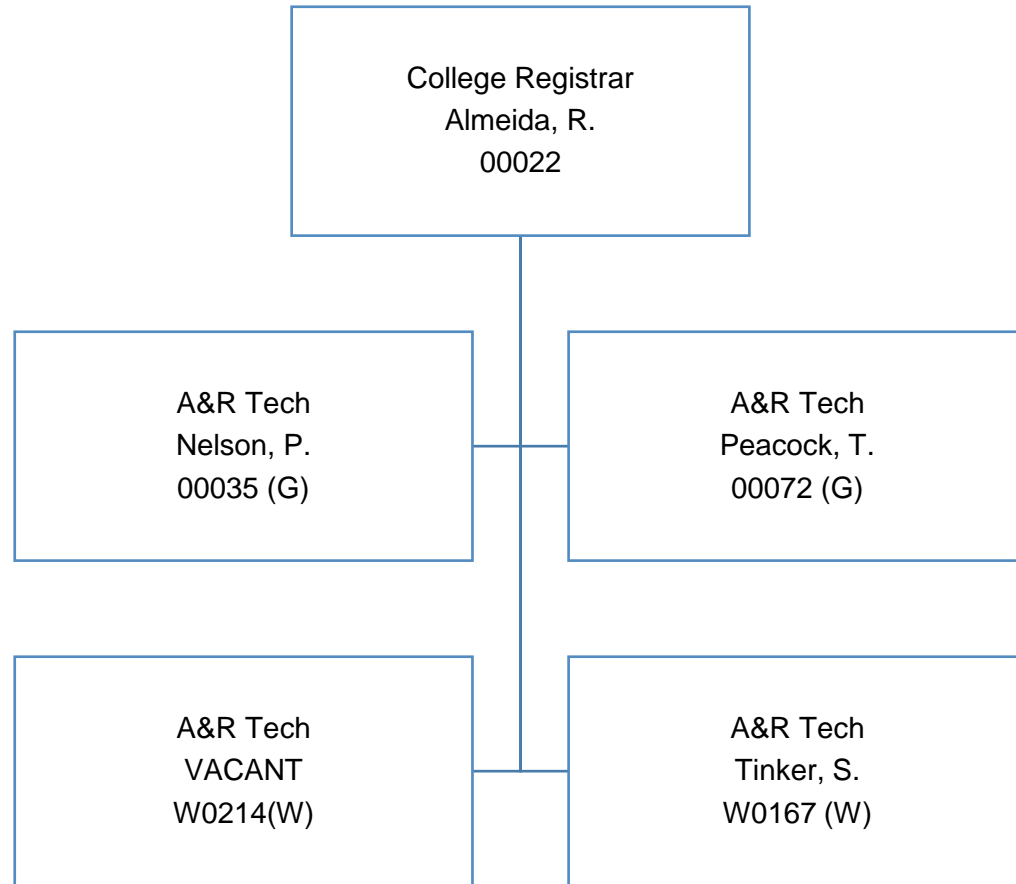 College Registrar
Almeida, R.
00022
A&R Tech
Nelson, P.
00035 (G)
A&R Tech
Peacock, T.
00072 (G)
A&R Tech
VACANT
W0214(W)
A&R Tech
Tinker, S.
W0167 (W)